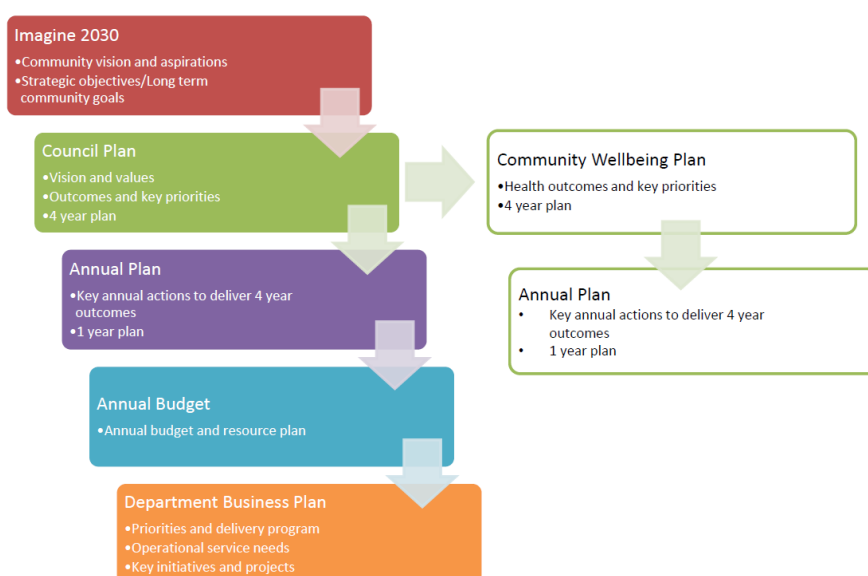 Imagine 2030
•Community vision and aspirations
•Strategic objectives/Long term
community goals
Council Plan
•Vision and values
•Outcomes and key priorities
•4 year plan
Community Wellbeing Plan
•Health outcomes and key priorities
•4 year plan
Annual Plan
•Key annual actions to deliver 4 year
outcomes
•1 year plan
Annual Plan
• Key annual actions to deliver 4 year
outcomes
• 1 year plan
Annual Budget
•Annual budget and resource plan
Department Business Plan
•Priorities and delivery program
•Operational service needs
•Key initiatives and projects